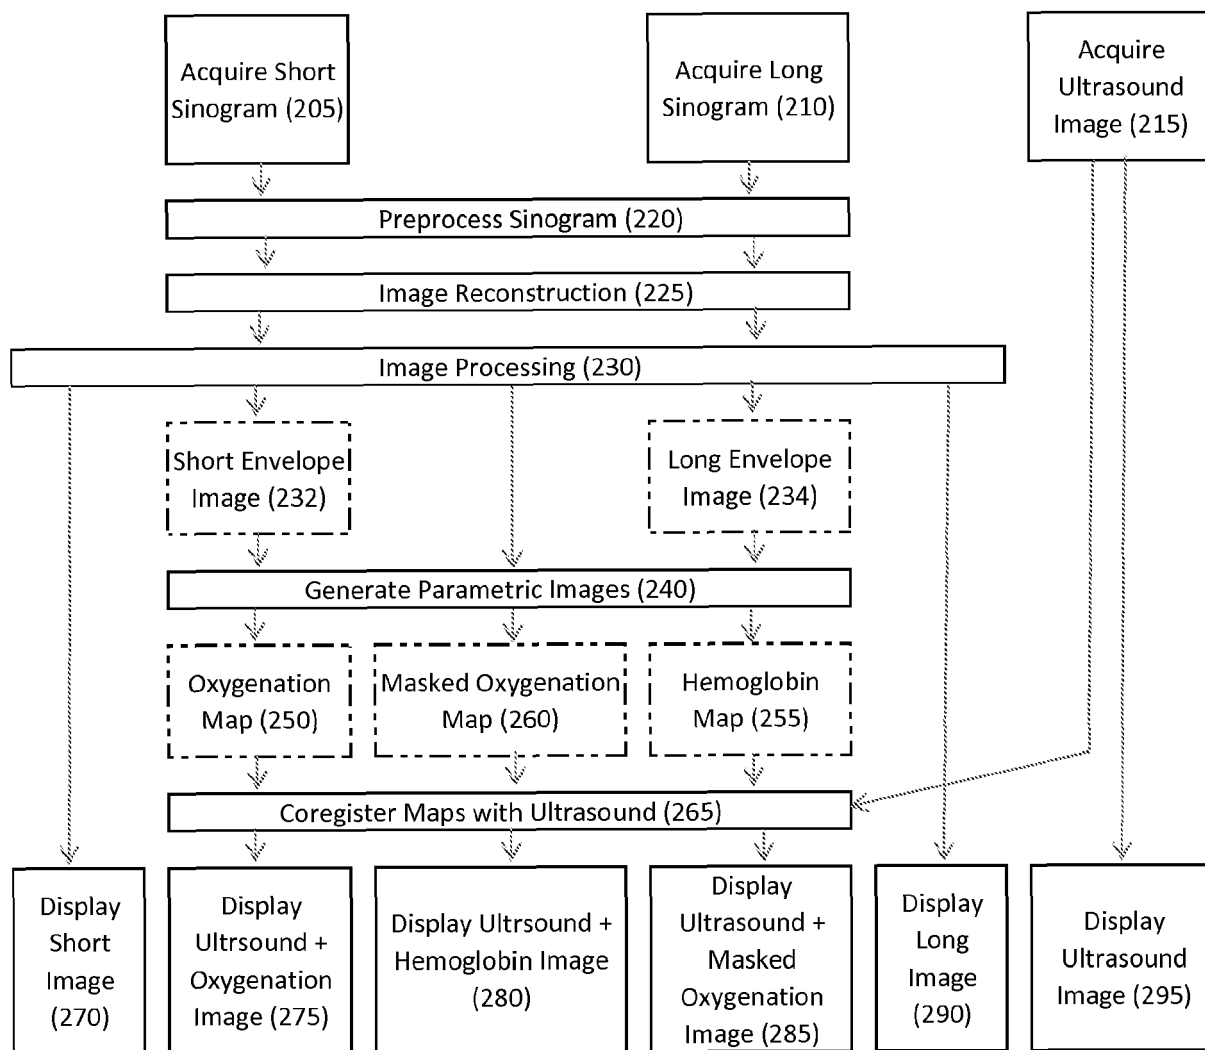 Acquire Short
Sinogram (205)
Acquire Long
Sinogram (210)
Acquire
Ultrasound
Image (215)
Preprocess Sinogram (220)
Image Reconstruction (225)
Image Processing (230)
Short Envelope
Image (232)
Long Envelope
Image (234)
Generate Parametric Images (240)
Oxygenation
Map (250)
Masked Oxygenation
Map (260)
Hemoglobin
Map (255)
Coregister Maps with Ultrasound (265)
Display
Short
Image
(270)
Display
Ultrsound +
Oxygenation
Image (275)
Display Ultrsound +
Hemoglobin Image
(280)
Display
Ultrasound +
Masked
Oxygenation
Image (285)
Display
Long
Image
(290)
Display
Ultrasound
Image (295)